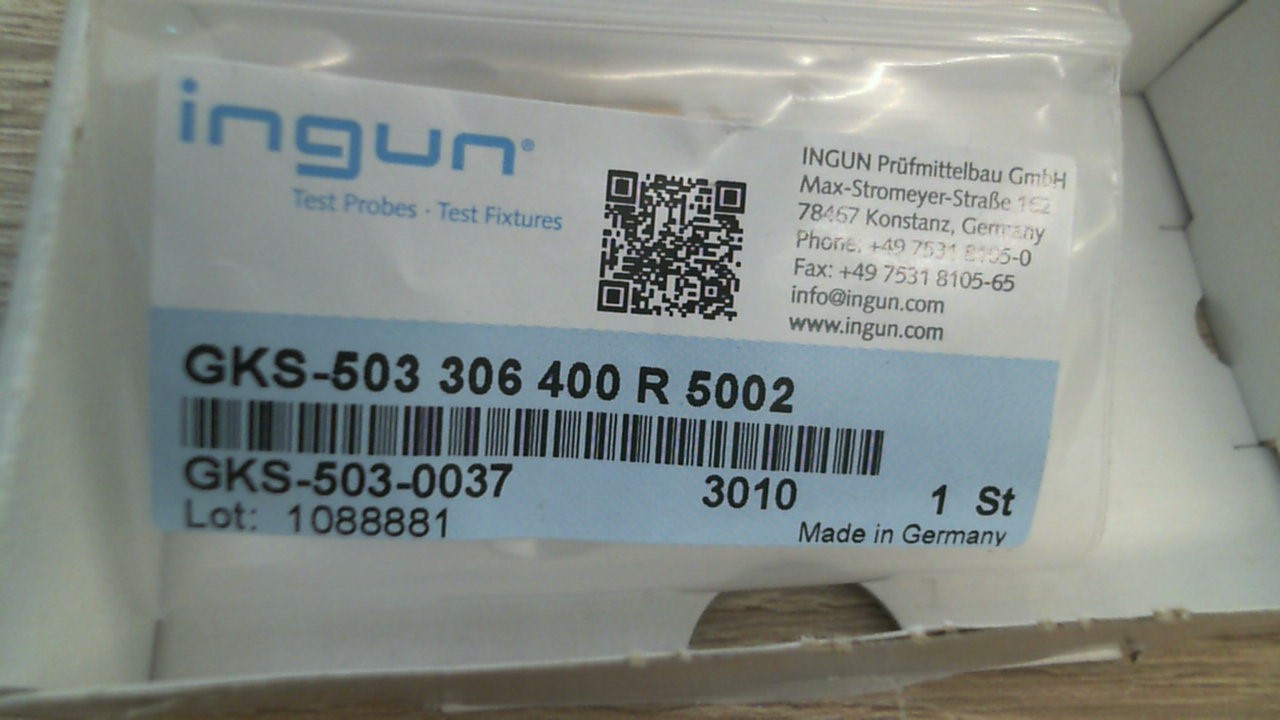 ingun®
Test Probes · Test Fixtures
INGUN Prüfmittelbau GmbH
Max-Stromeyer-Straße 162
78467 Konstanz, Germany
Phone: +49 7531 8105-0
Fax: +49 7531 8105-65
info@ingun.com
www.ingun.com
GKS-503 306 400 R 5002
GKS-503-0037 3010 1 St
Lot: 1088881 Made in Germany